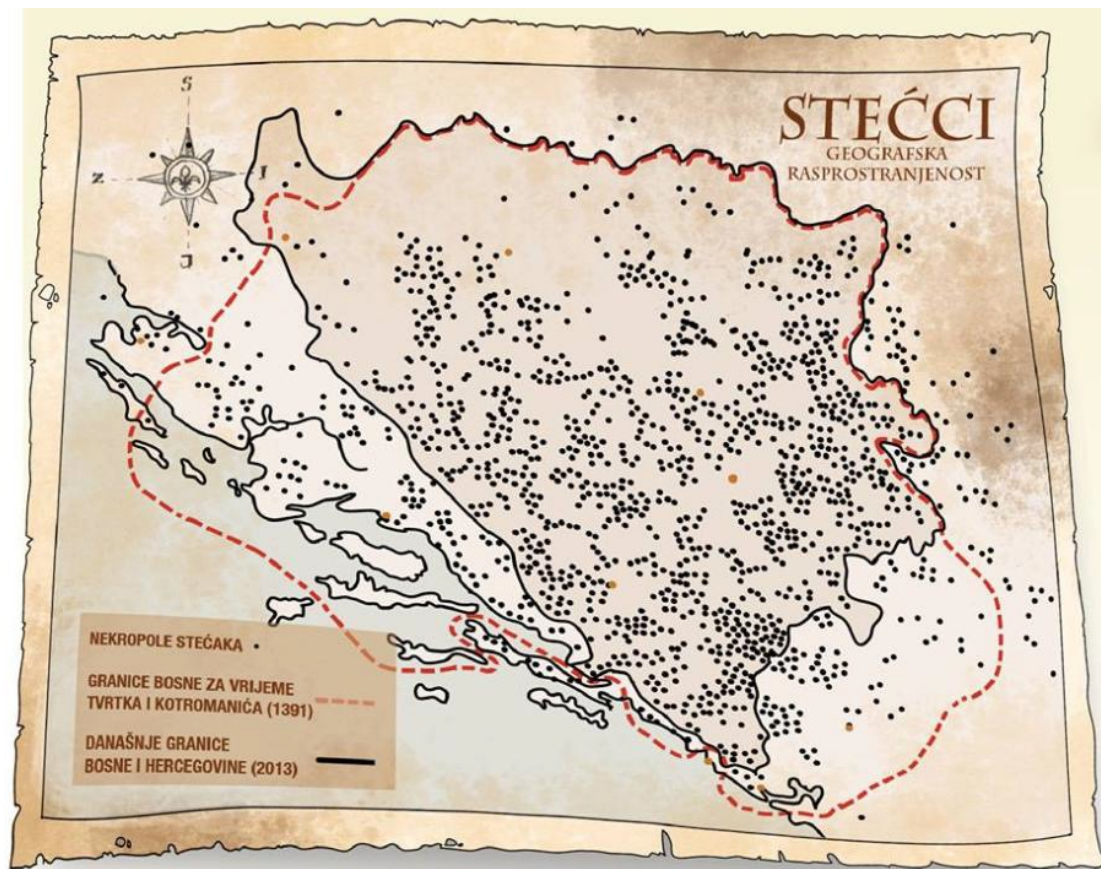 S
Z
I
J
STEĆCI
GEOGRAFSKA
RASPROSTRANJENOST
NEKROPOLE STEĆAKA
GRANICE BOSNE ZA VRIJEME
TVRTKA I KOTROMANIĆA (1391)
DANAŠNJE GRANICE
BOSNE I HERCEGOVINE (2013)